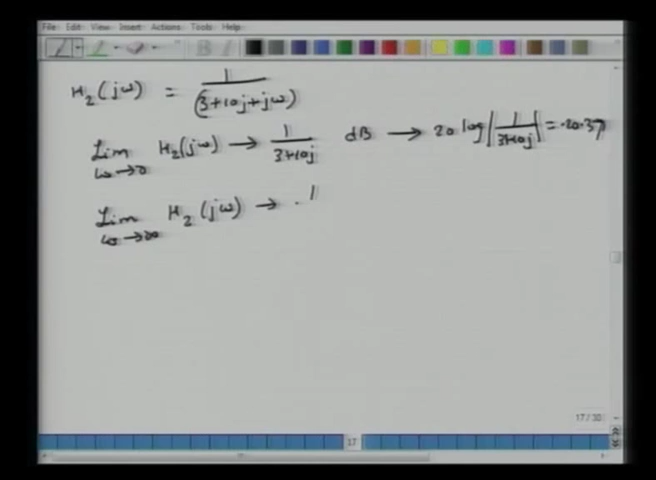 File Edit View Insert Actions Tools Help
H₂(jω) = 1/(3+10j+jω)
Lim ω→0 H₂(jω) → 1/(3+10j) dB → 20 log|1/(3+10j)| = -20.37
Lim ω→∞ H₂(jω) → . 1
17/30
17